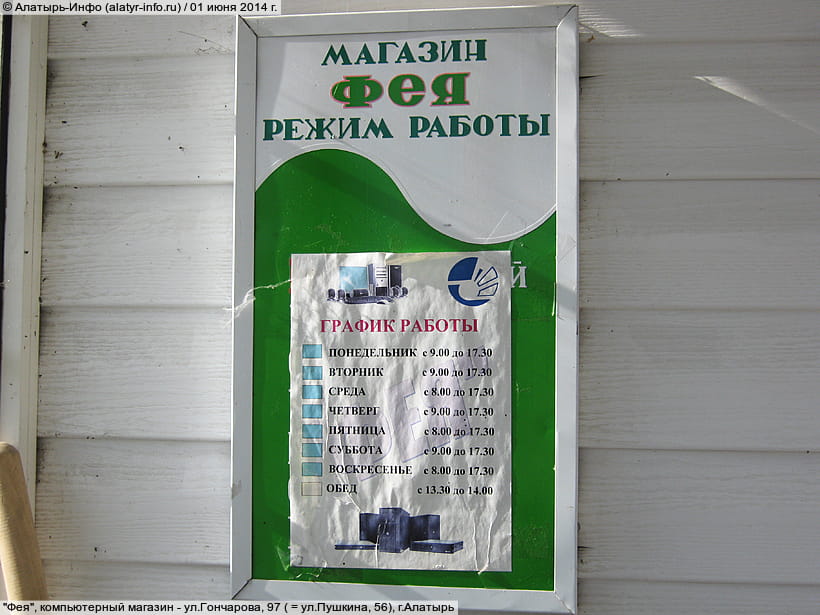 © Алатырь-Инфо (alatyr-info.ru) / 01 июня 2014 г.
МАГАЗИН
Фея
РЕЖИМ РАБОТЫ
Й
ГРАФИК РАБОТЫ
ПОНЕДЕЛЬНИК с 9.00 до 17.30
ВТОРНИК с 9.00 до 17.30
СРЕДА с 8.00 до 17.30
ЧЕТВЕРГ с 9.00 до 17.30
ПЯТНИЦА с 8.00 до 17.30
СУББОТА с 9.00 до 17.30
ВОСКРЕСЕНЬЕ с 8.00 до 17.30
ОБЕД с 13.30 до 14.00
"Фея", компьютерный магазин - ул.Гончарова, 97 ( = ул.Пушкина, 56), г.Алатырь